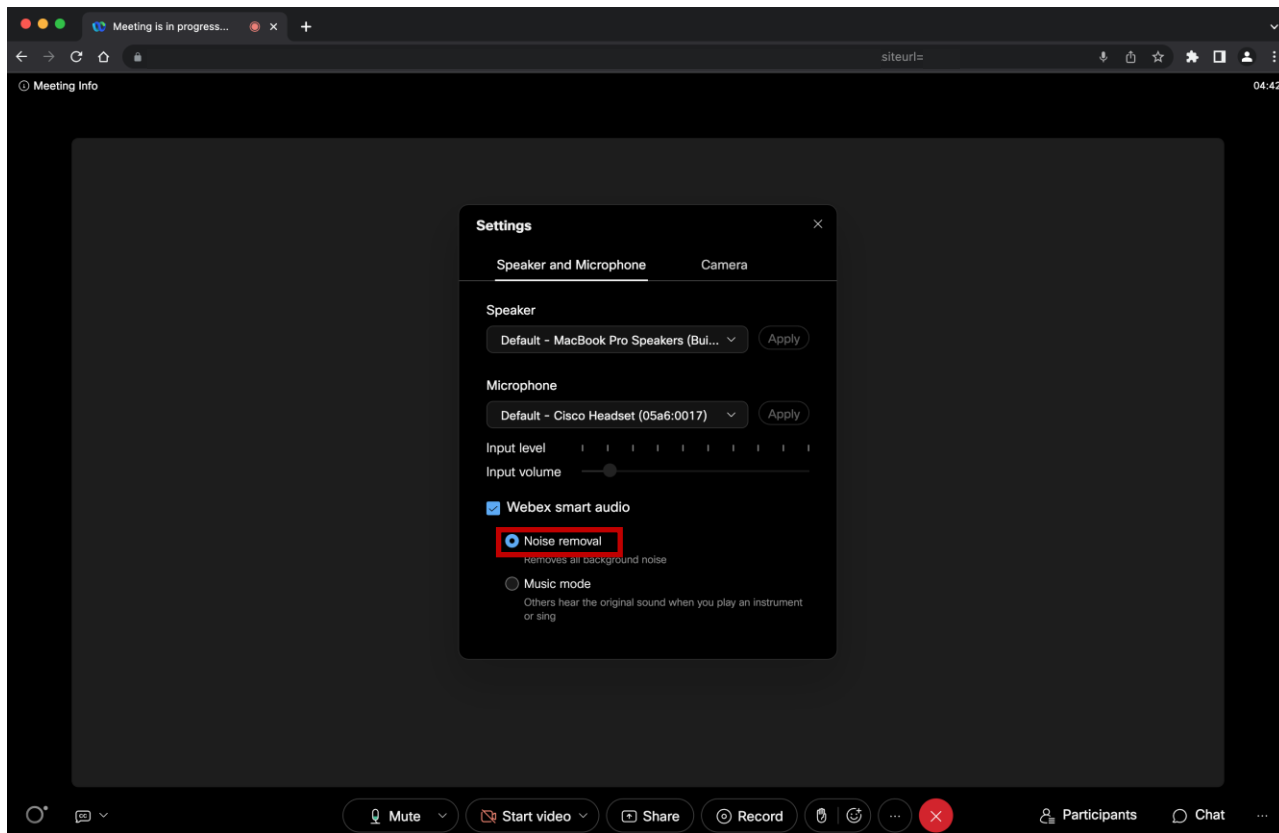 Meeting is in progress...
siteurl=
Meeting Info
04:42
Settings
Speaker and Microphone Camera
Speaker
Default - MacBook Pro Speakers (Bui... Apply
Microphone
Default - Cisco Headset (05a6:0017) Apply
Input level
Input volume
Webex smart audio
Noise removal
Removes all background noise
Music mode
Others hear the original sound when you play an instrument
or sing
CC Mute Start video Share Record ... Participants Chat ...